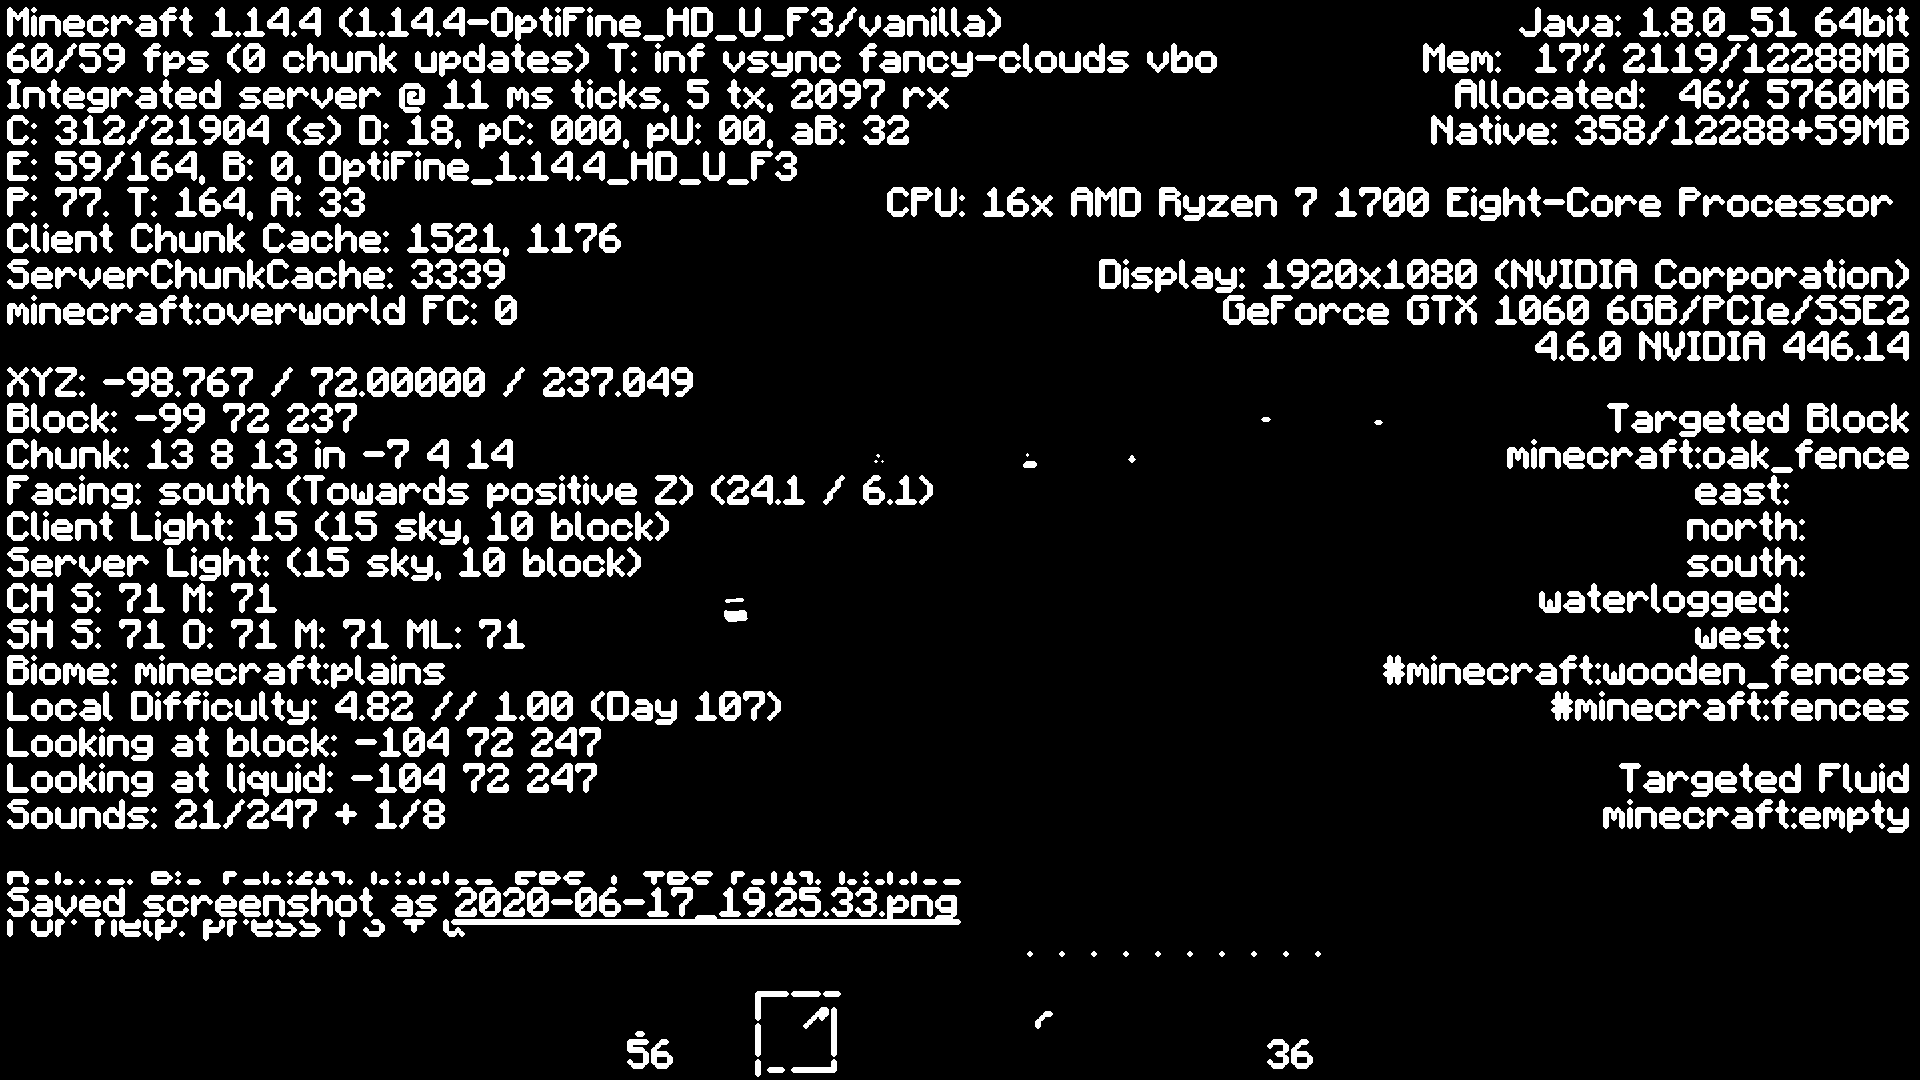 Minecraft 1.14.4 (1.14.4-OptiFine_HD_U_F3/vanilla)
60/59 fps (0 chunk updates) T: inf vsync fancy-clouds vbo
Integrated server @ 11 ms ticks, 5 tx, 2097 rx
C: 312/21904 (s) D: 18, pC: 000, pU: 00, aB: 32
E: 59/164, B: 0, OptiFine_1.14.4_HD_U_F3
P: 77. T: 164, A: 33
Client Chunk Cache: 1521, 1176
ServerChunkCache: 3339
minecraft:overworld FC: 0
XYZ: -98.767 / 72.00000 / 237.049
Block: -99 72 237
Chunk: 13 8 13 in -7 4 14
Facing: south (Towards positive Z) (24.1 / 6.1)
Client Light: 15 (15 sky, 10 block)
Server Light: (15 sky, 10 block)
CH S: 71 M: 71
SH S: 71 O: 71 M: 71 ML: 71
Biome: minecraft:plains
Local Difficulty: 4.82 // 1.00 (Day 107)
Looking at block: -104 72 247
Looking at liquid: -104 72 247
Sounds: 21/247 + 1/8
Saved screenshot as 2020-06-17_19.25.33.png
For help: press F3 + Q
Java: 1.8.0_51 64bit
Mem: 17% 2119/12288MB
Allocated: 46% 5760MB
Native: 358/12288+59MB
CPU: 16x AMD Ryzen 7 1700 Eight-Core Processor
Display: 1920x1080 (NVIDIA Corporation)
GeForce GTX 1060 6GB/PCIe/SSE2
4.6.0 NVIDIA 446.14
Targeted Block
minecraft:oak_fence
east:
north:
south:
waterlogged:
west:
#minecraft:wooden_fences
#minecraft:fences
Targeted Fluid
minecraft:empty
56
36